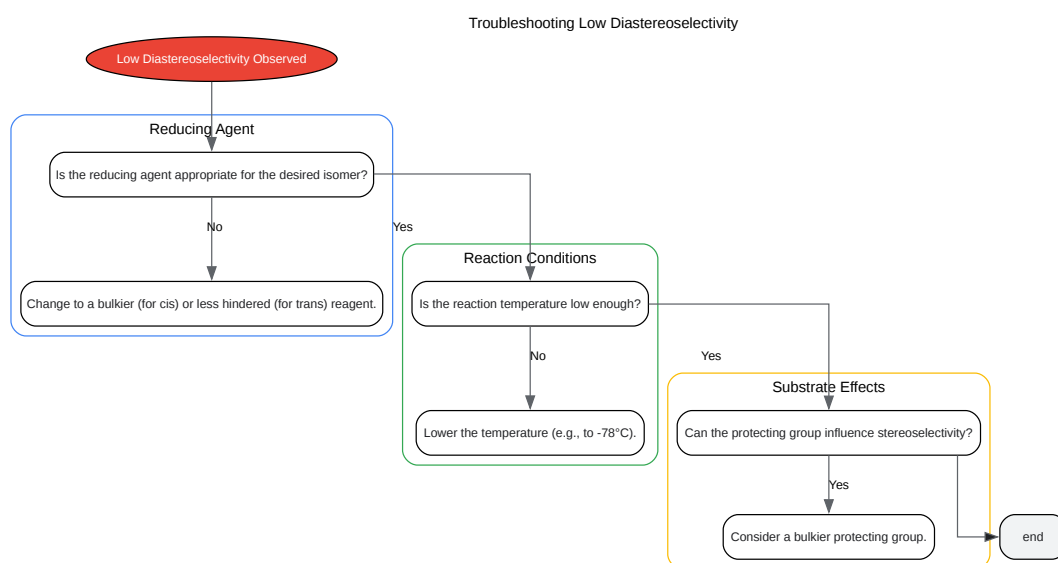 Troubleshooting Low Diastereoselectivity
Low Diastereoselectivity Observed
Reducing Agent
Is the reducing agent appropriate for the desired isomer?
No
Yes
Change to a bulkier (for cis) or less hindered (for trans) reagent.
Reaction Conditions
Is the reaction temperature low enough?
No
Yes
Lower the temperature (e.g., to -78°C).
Substrate Effects
Can the protecting group influence stereoselectivity?
Yes
Consider a bulkier protecting group.
end